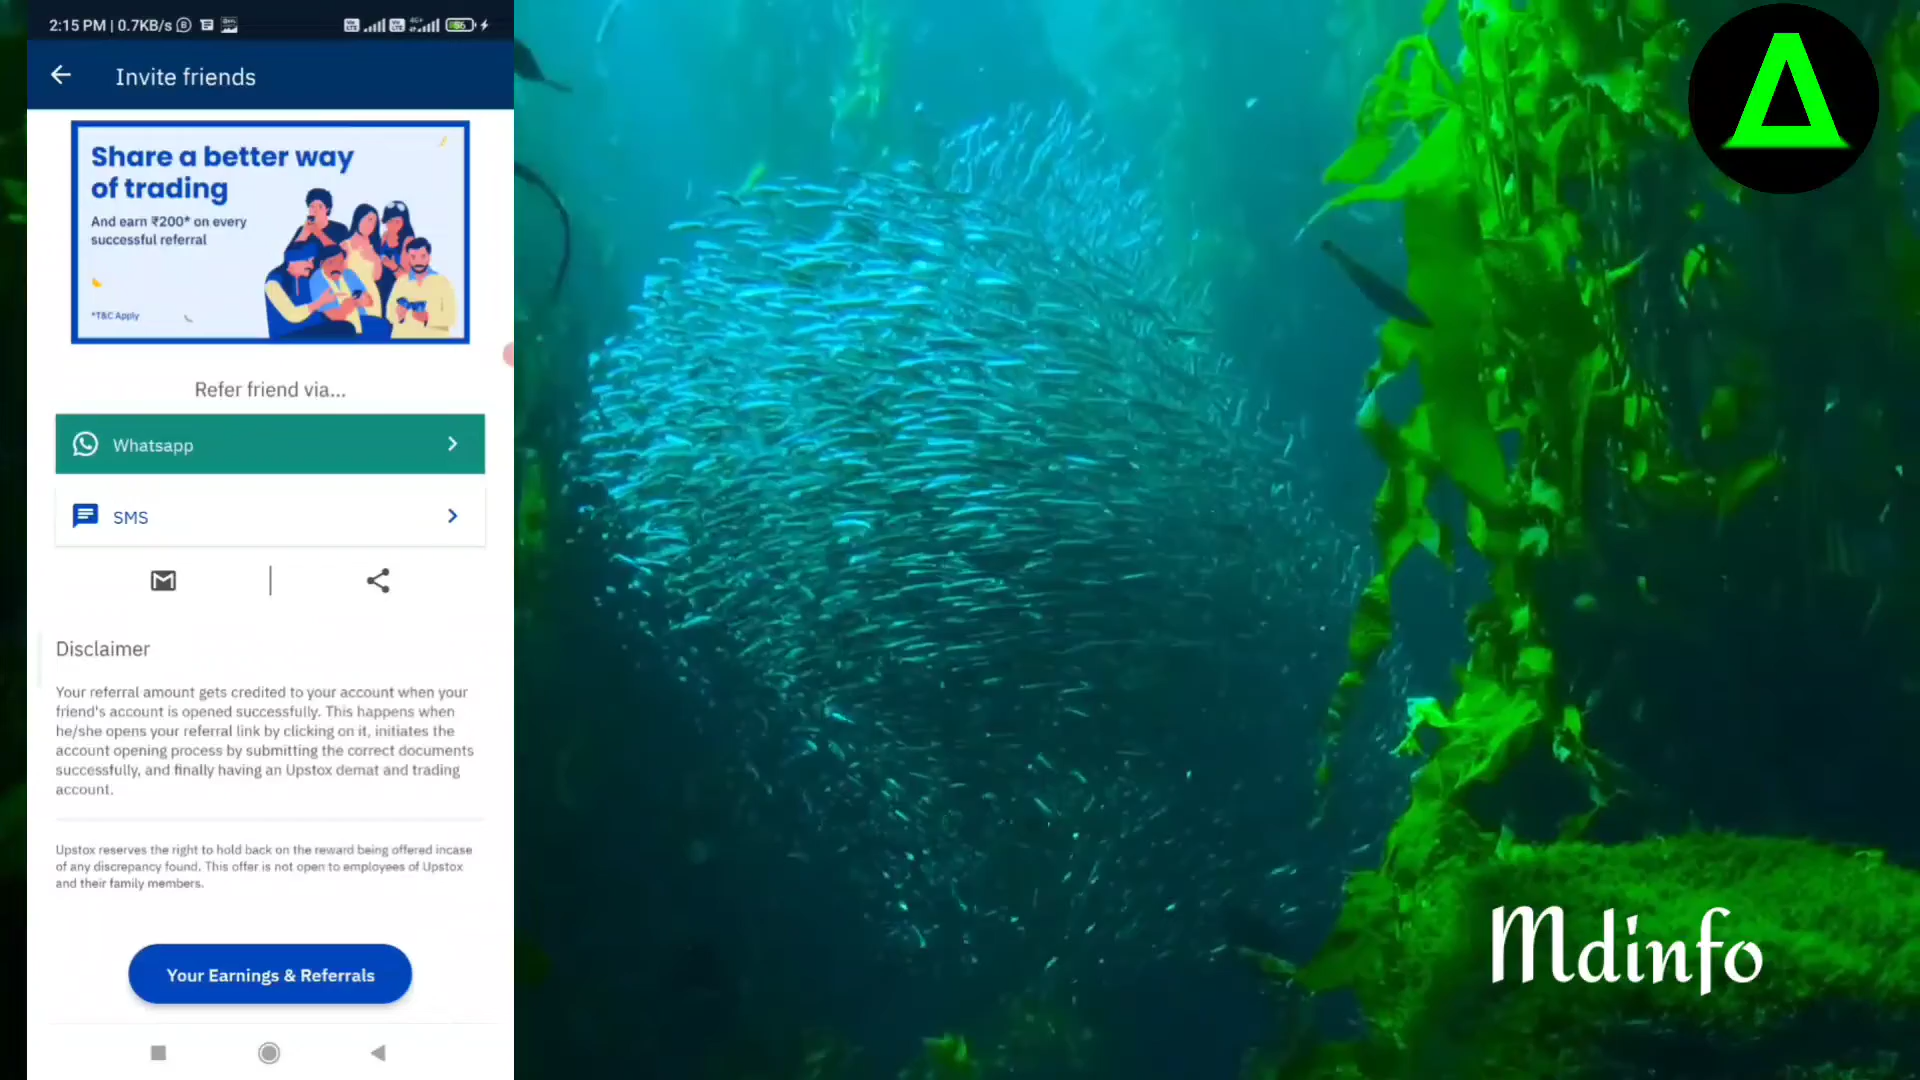 2:15 PM | 0.7KB/s
Invite friends
Share a better way
of trading
And earn ₹200* on every
successful referral
*T&C Apply
Refer friend via...
Whatsapp
SMS
Disclaimer
Your referral amount gets credited to your account when your
friend's account is opened successfully. This happens when
he/she opens your referral link by clicking on it, initiates the
account opening process by submitting the correct documents
successfully, and finally having an Upstox demat and trading
account.
Upstox reserves the right to hold back on the reward being offered incase
of any discrepancy found. This offer is not open to employees of Upstox
and their family members.
Your Earnings & Referrals
Mdinfo